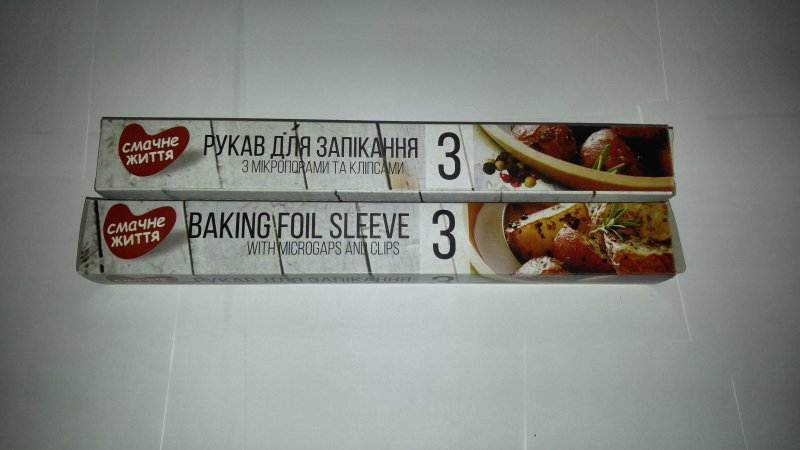 смачне
життя
РУКАВ ДЛЯ ЗАПІКАННЯ
З МІКРОПОРАМИ ТА КЛІПСАМИ
3
смачне
життя
BAKING FOIL SLEEVE
WITH MICROGAPS AND CLIPS
3
РУКАВ ДЛЯ ЗАПІКАННЯ
3